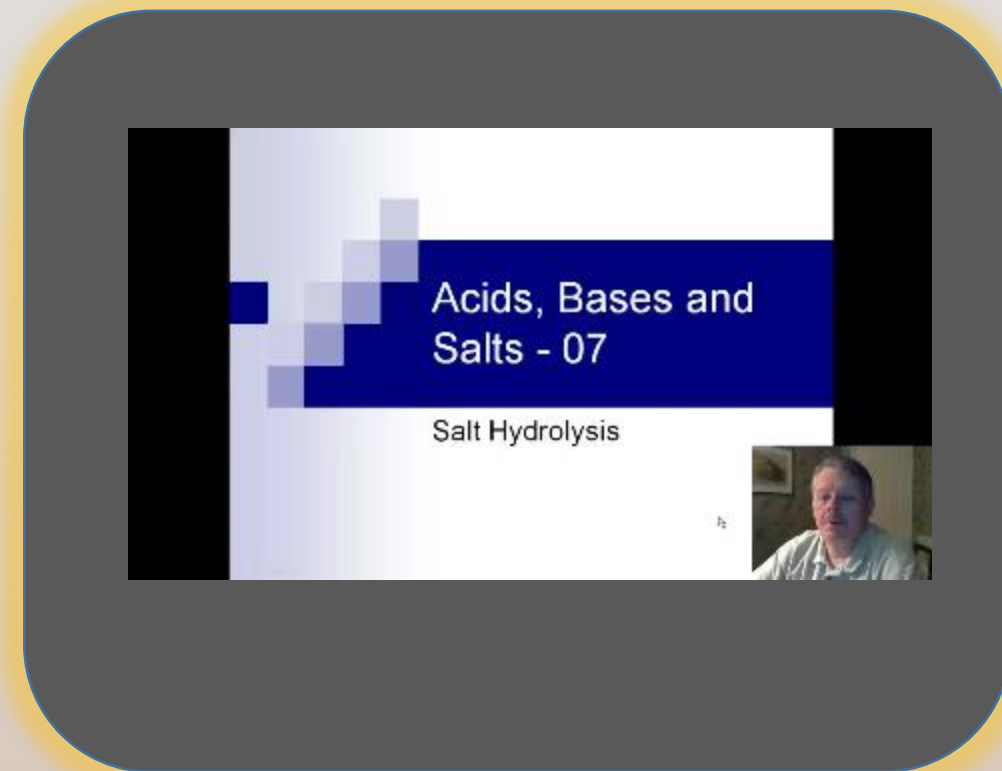 Acids, Bases and
Salts - 07
Salt Hydrolysis